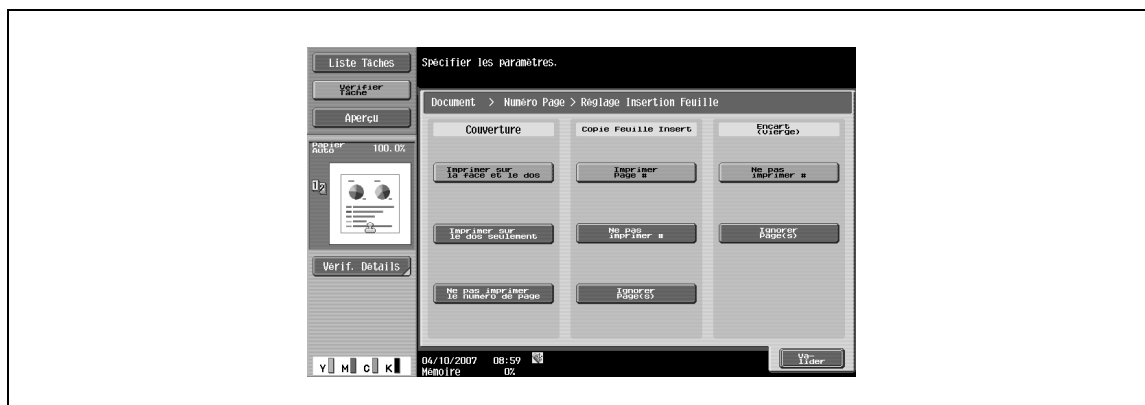 Liste Tâches
Vérifier
Tâche
Aperçu
Papier
Auto
100.0%
Vérif. Détails
Y M C K
Spécifier les paramètres.
Document > Numéro Page > Réglage Insertion Feuille
Couverture
Imprimer sur
la face et le dos
Imprimer sur
le dos seulement
Ne pas imprimer
le numéro de page
Copie Feuille Insert
Imprimer
Page #
Ne pas
imprimer #
Ignorer
Page(s)
Encart
(Vierge)
Ne pas
imprimer #
Ignorer
Page(s)
04/10/2007 08:59
Mémoire 0%
Va-
lider